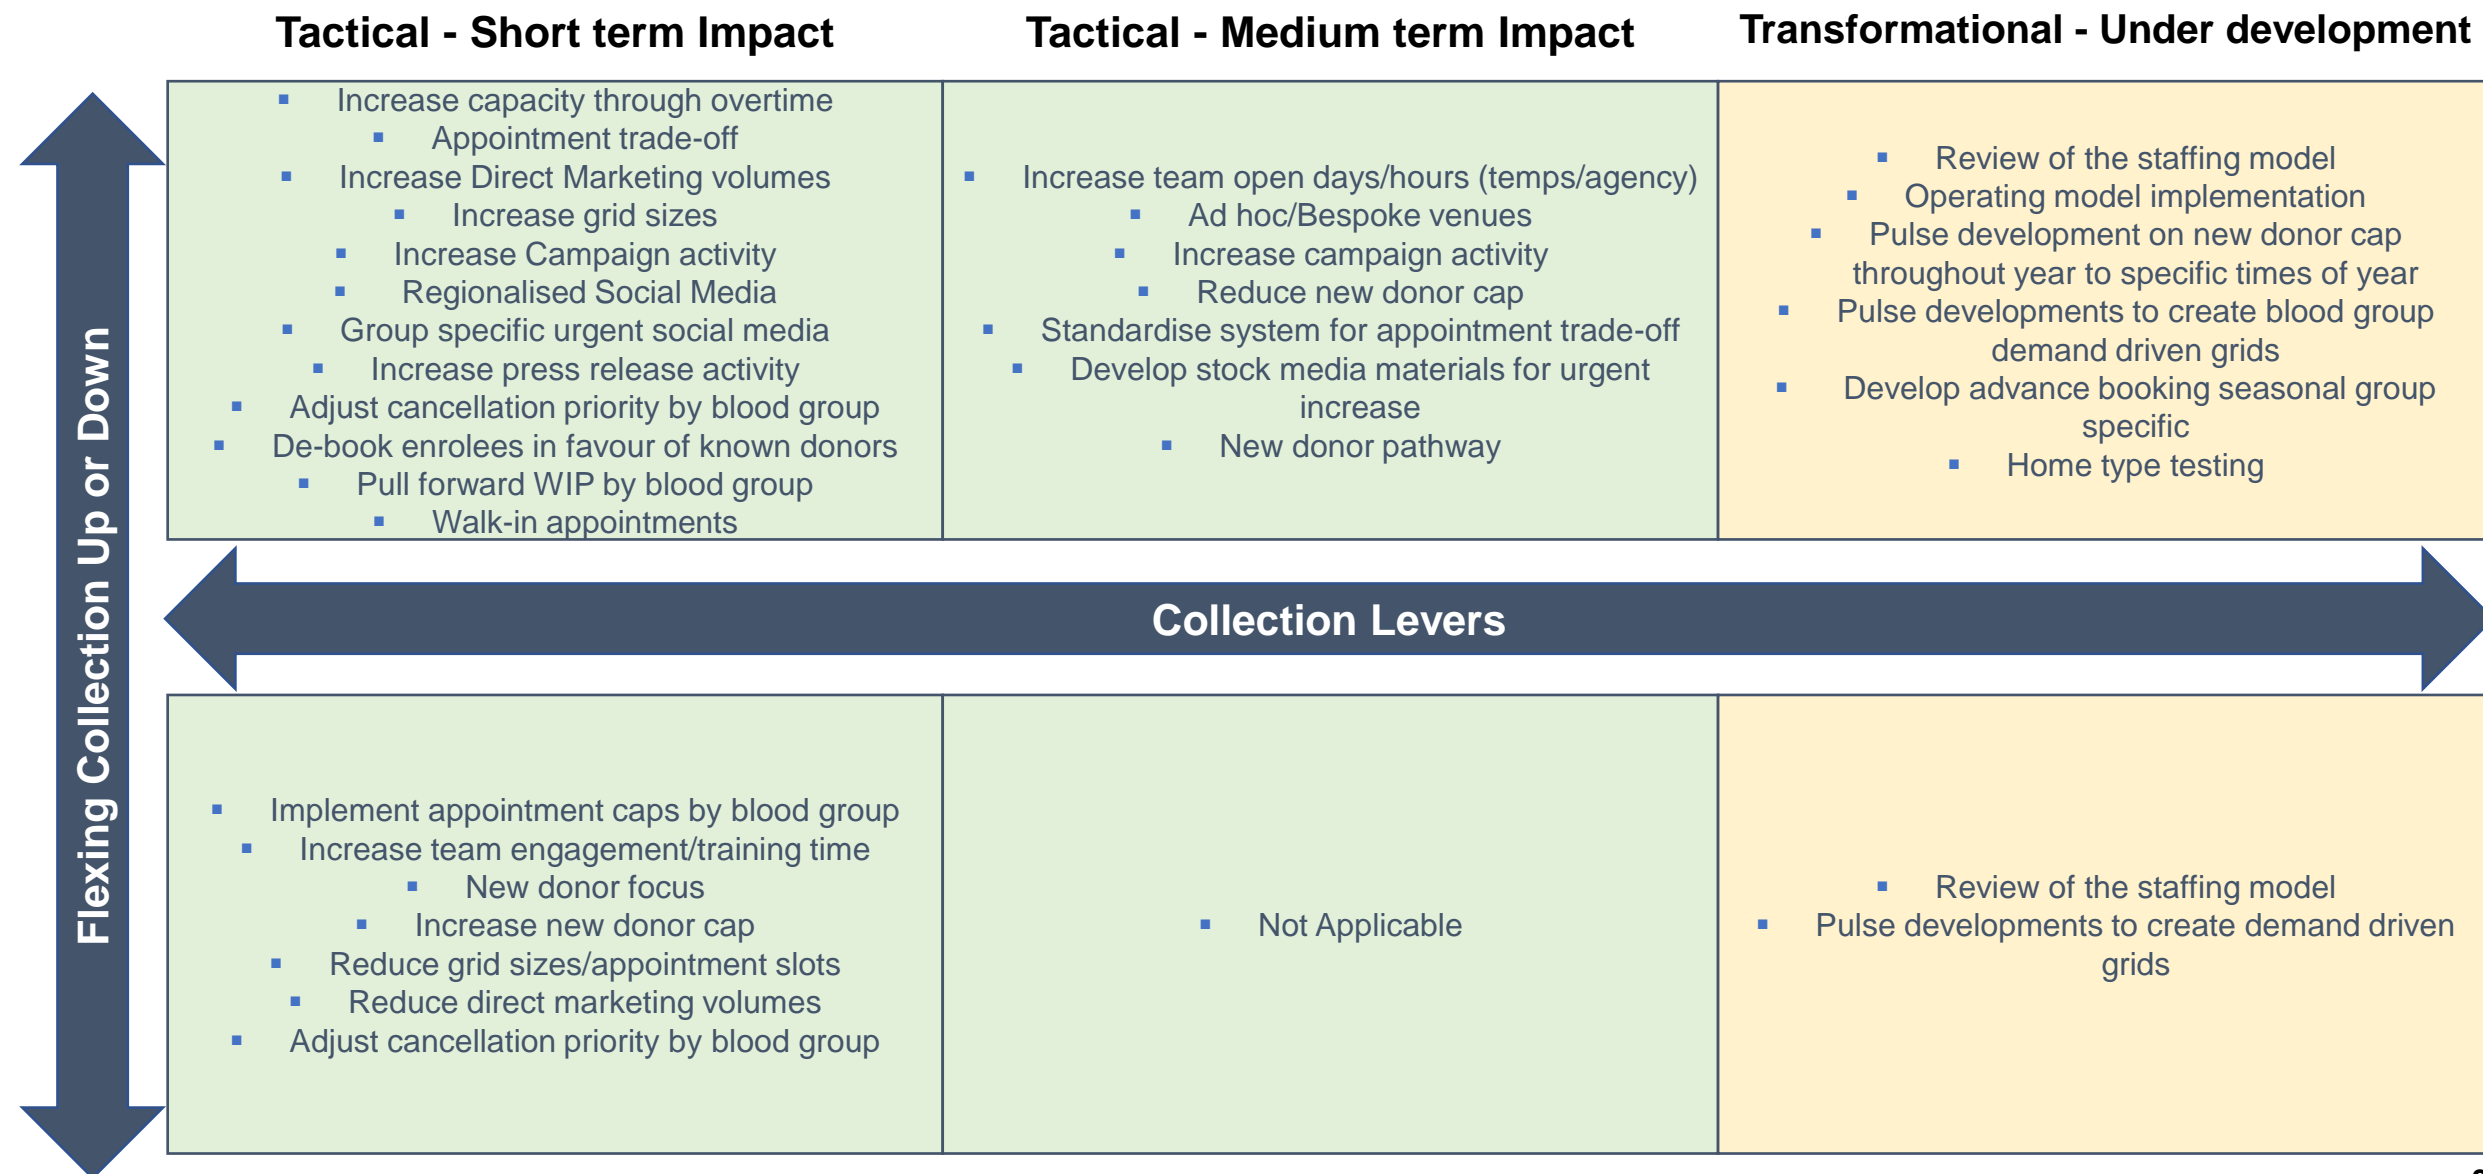 Tactical - Short term Impact
Tactical - Medium term Impact
Transformational - Under development
Flexing Collection Up or Down
▪ Increase capacity through overtime
▪ Appointment trade-off
▪ Increase Direct Marketing volumes
▪ Increase grid sizes
▪ Increase Campaign activity
▪ Regionalised Social Media
▪ Group specific urgent social media
▪ Increase press release activity
▪ Adjust cancellation priority by blood group
▪ De-book enrolees in favour of known donors
▪ Pull forward WIP by blood group
▪ Walk-in appointments
▪ Increase team open days/hours (temps/agency)
▪ Ad hoc/Bespoke venues
▪ Increase campaign activity
▪ Reduce new donor cap
▪ Standardise system for appointment trade-off
▪ Develop stock media materials for urgent
increase
▪ New donor pathway
▪ Review of the staffing model
▪ Operating model implementation
▪ Pulse development on new donor cap
throughout year to specific times of year
▪ Pulse developments to create blood group
demand driven grids
▪ Develop advance booking seasonal group
specific
▪ Home type testing
Collection Levers
▪ Implement appointment caps by blood group
▪ Increase team engagement/training time
▪ New donor focus
▪ Increase new donor cap
▪ Reduce grid sizes/appointment slots
▪ Reduce direct marketing volumes
▪ Adjust cancellation priority by blood group
▪ Not Applicable
▪ Review of the staffing model
▪ Pulse developments to create demand driven
grids